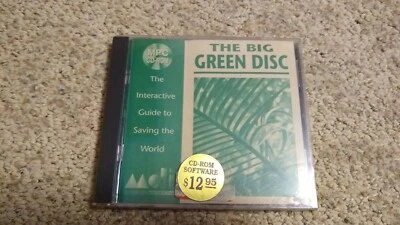 MPC
CD-ROM
THE BIG
GREEN DISC
The
Interactive
Guide to
Saving the
World
CD-ROM
SOFTWARE
$12.95